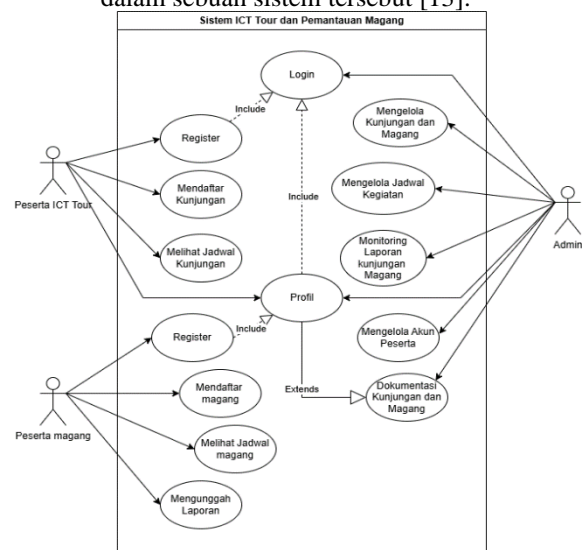 dalam sebuah sistem tersebut [13].
Sistem ICT Tour dan Pemantauan Magang
Login
Include
Register
Mengelola
Kunjungan dan
Magang
Peserta ICT Tour
Mendaftar
Kunjungan
Include
Mengelola Jadwal
Kegiatan
Admin
Melihat Jadwal
Kunjungan
Monitoring
Laporan
kunjungan
Magang
Profil
Register
Include
Mengelola Akun
Peserta
Mendaftar
magang
Extends
Dokumentasi
Kunjungan dan
Magang
Peserta magang
Melihat Jadwal
magang
Mengunggah
Laporan